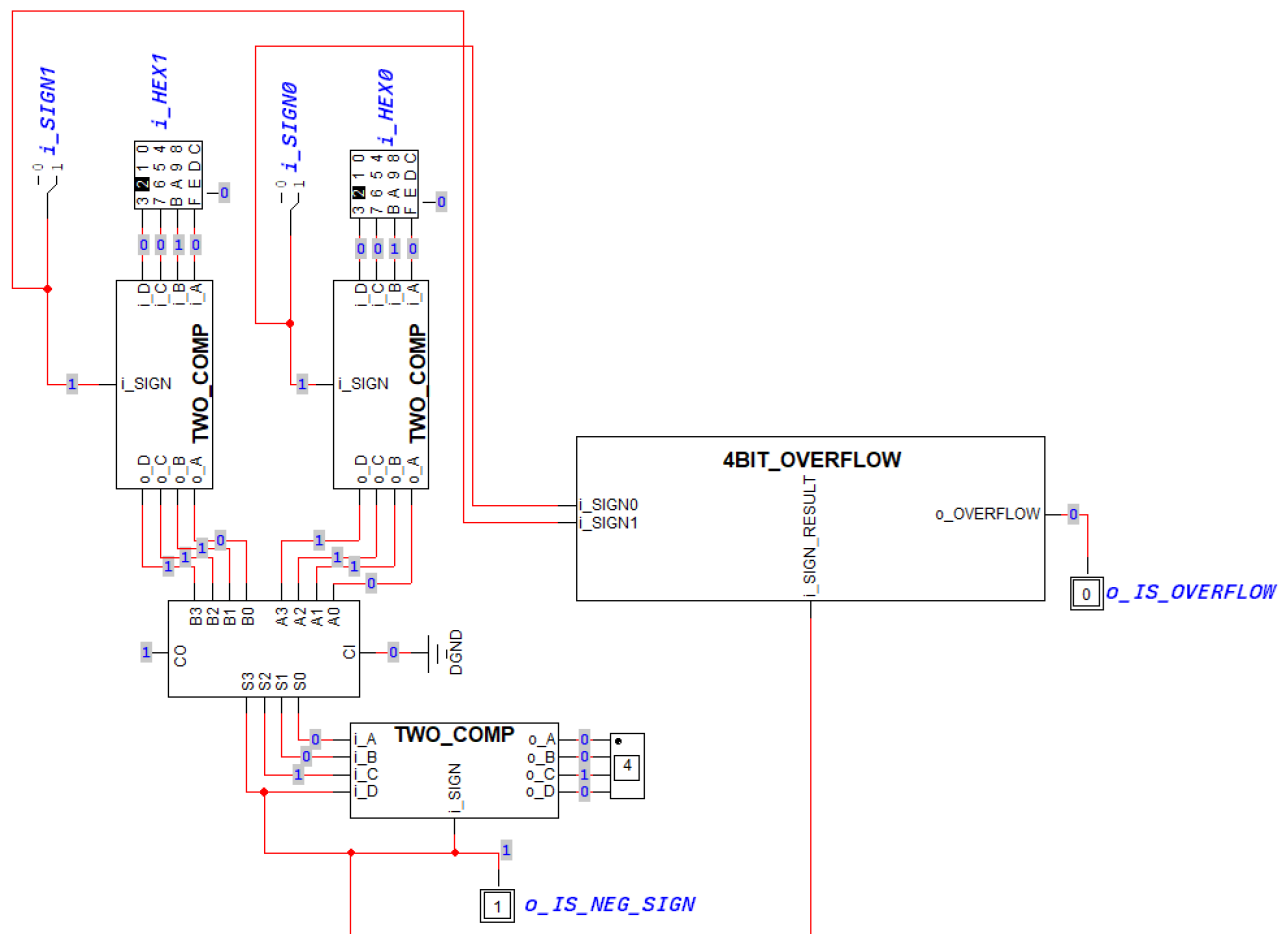 i_SIGN1
0
1
i_HEX1
0 4 8 C
1 5 9 D
2 6 A E
3 7 B F
0
i_SIGN0
0
1
i_HEX0
0 4 8 C
1 5 9 D
2 6 A E
3 7 B F
0
0 0 1 0
0 0 1 0
i_D i_C i_B i_A
i_D i_C i_B i_A
1 i_SIGN
TWO_COMP
1 i_SIGN
TWO_COMP
o_D o_C o_B o_A
o_D o_C o_B o_A
4BIT_OVERFLOW
i_SIGN0
i_SIGN1
i_SIGN_RESULT
o_OVERFLOW 0
0 o_IS_OVERFLOW
1 1 1 0
1 1 1 0
B3 B2 B1 B0 A3 A2 A1 A0
1 CO CI 0 DGND
S3 S2 S1 S0
TWO_COMP
0 i_A o_A 0
0 i_B o_B 0
1 i_C o_C 1
i_D o_D 0
i_SIGN
4
1
1 o_IS_NEG_SIGN